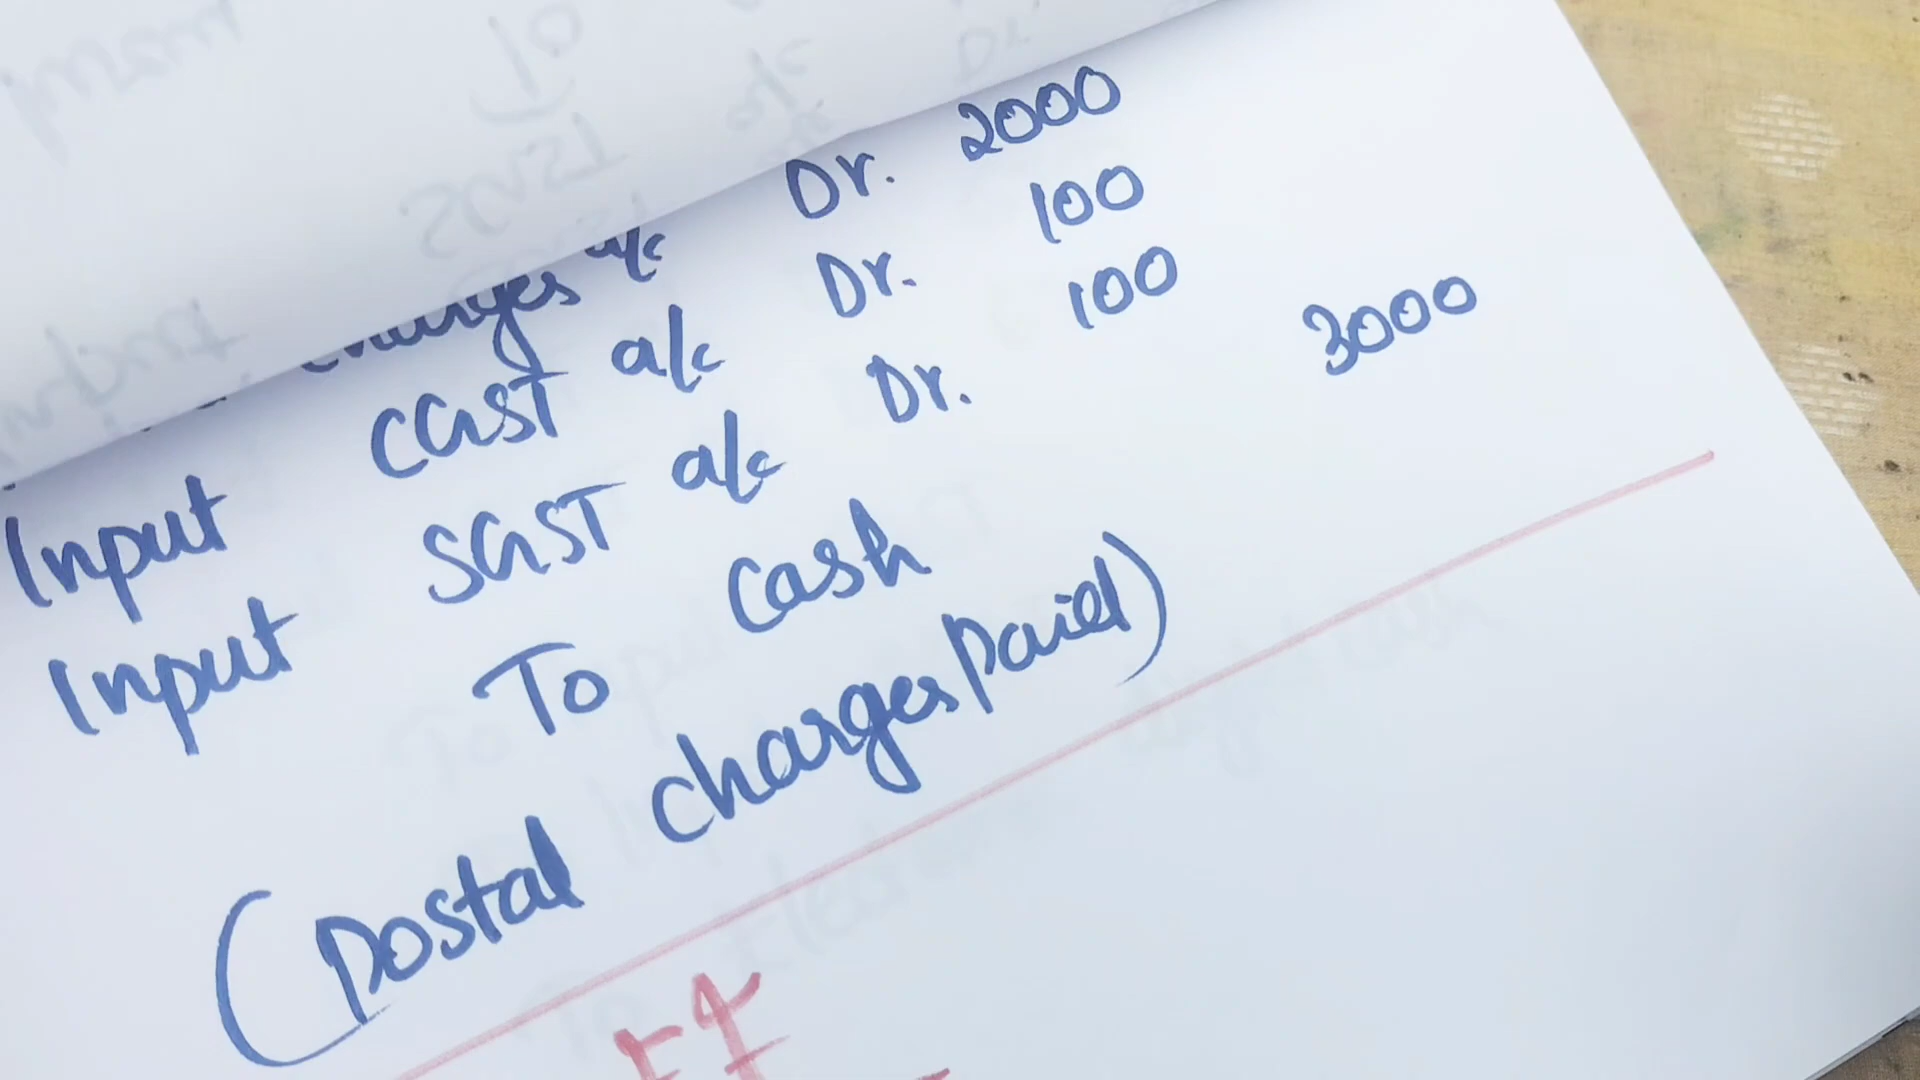 charges a/c Dr. 2000
Input CGST a/c Dr. 100
Input SGST a/c Dr. 100
To Cash 3000
(Postal charges paid)